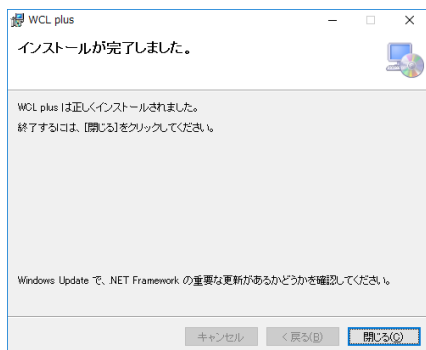 WCL plus
インストールが完了しました。
WCL plus は正しくインストールされました。
終了するには、[閉じる]をクリックしてください。
Windows Update で、.NET Framework の重要な更新があるかどうかを確認してください。
キャンセル
< 戻る(B)
閉じる(C)